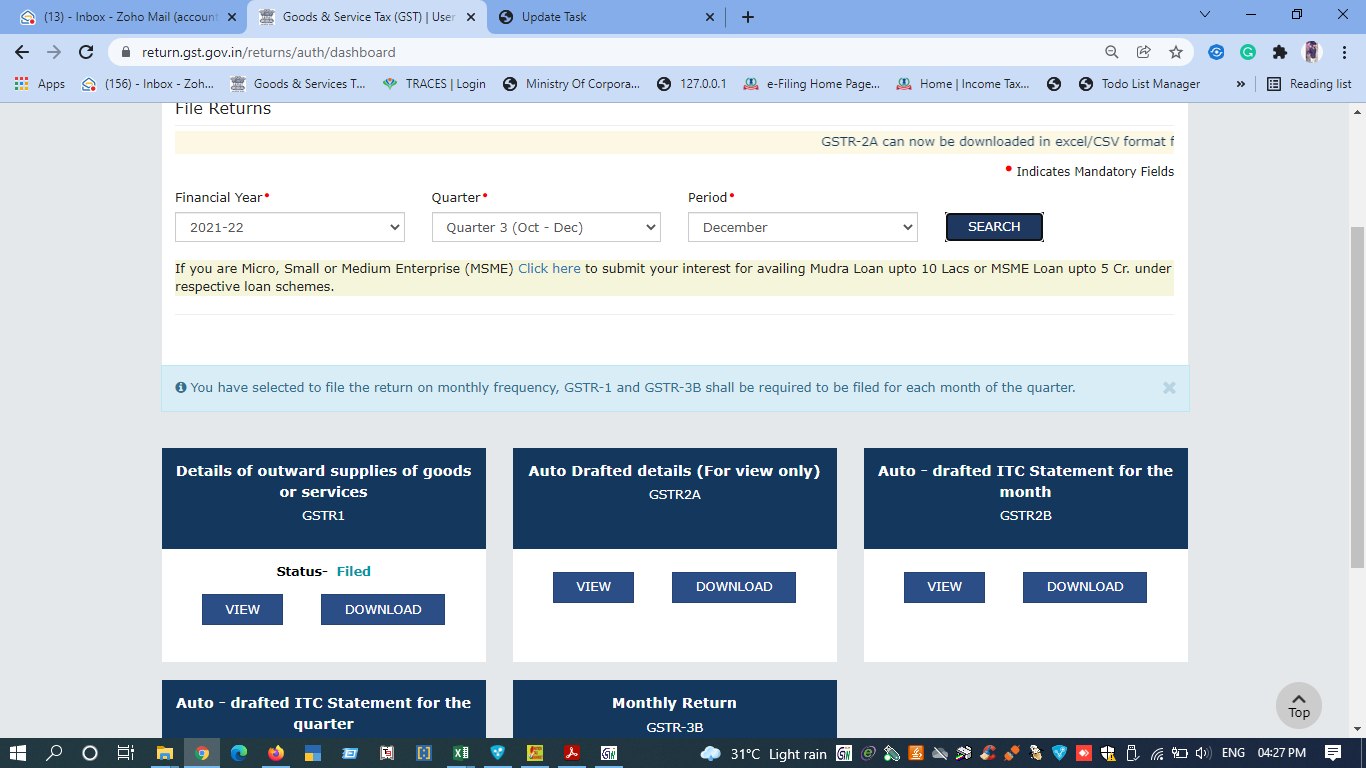 (13) - Inbox - Zoho Mail (account
Goods & Service Tax (GST) | User
Update Task
return.gst.gov.in/returns/auth/dashboard
Apps
(156) - Inbox - Zoh...
Goods & Services T...
TRACES | Login
Ministry Of Corpora...
127.0.0.1
e-Filing Home Page...
Home | Income Tax...
Todo List Manager
»
Reading list
File Returns
GSTR-2A can now be downloaded in excel/CSV format f
• Indicates Mandatory Fields
Financial Year•
Quarter•
Period•
2021-22
Quarter 3 (Oct - Dec)
December
SEARCH
If you are Micro, Small or Medium Enterprise (MSME) Click here to submit your interest for availing Mudra Loan upto 10 Lacs or MSME Loan upto 5 Cr. under
respective loan schemes.
You have selected to file the return on monthly frequency, GSTR-1 and GSTR-3B shall be required to be filed for each month of the quarter.
Details of outward supplies of goods
or services
GSTR1
Status- Filed
VIEW
DOWNLOAD
Auto Drafted details (For view only)
GSTR2A
VIEW
DOWNLOAD
Auto - drafted ITC Statement for the
month
GSTR2B
VIEW
DOWNLOAD
Auto - drafted ITC Statement for the
quarter
Monthly Return
GSTR-3B
Top
31°C Light rain
ENG
04:27 PM